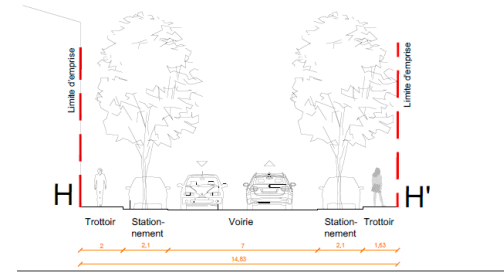 Limite d'emprise
Limite d'emprise
H
H'
Trottoir
Station-
nement
Voirie
Station-
nement
Trottoir
2
2,1
7
2,1
1,63
14,83